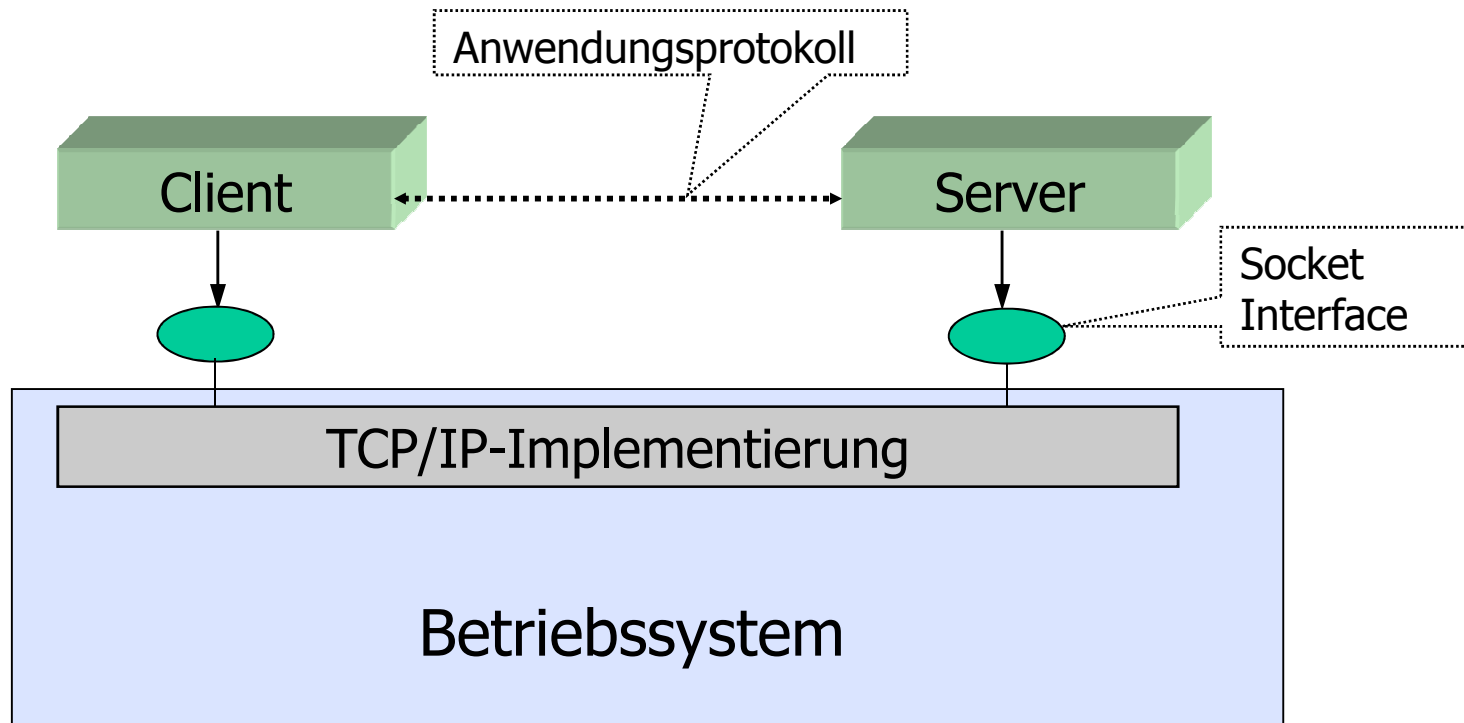 Anwendungsprotokoll
Client
Server
Socket
Interface
TCP/IP-Implementierung
Betriebssystem